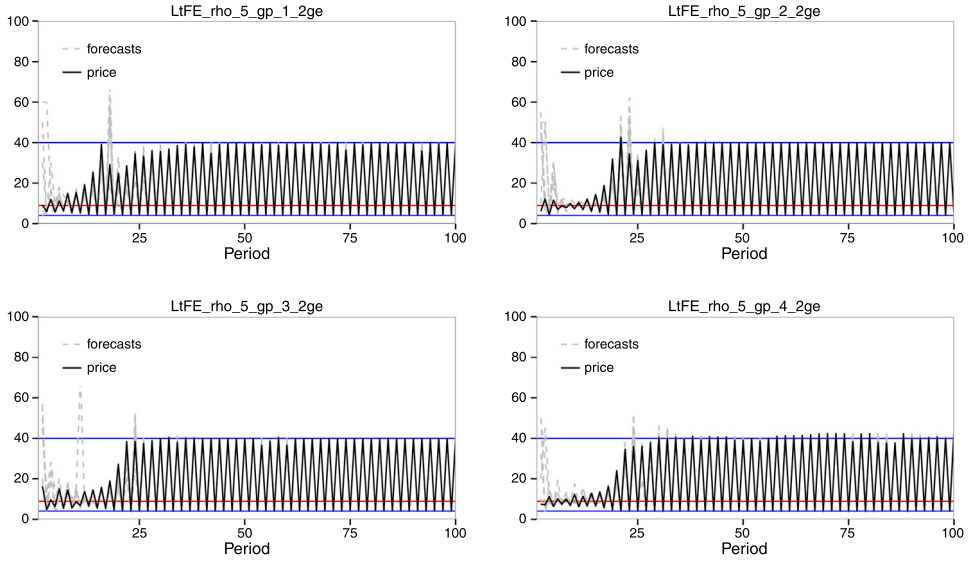 LtFE_rho_5_gp_1_2ge
100
80
60
40
20
0
forecasts
price
25
50
75
100
Period
LtFE_rho_5_gp_2_2ge
100
80
60
40
20
0
forecasts
price
25
50
75
100
Period
LtFE_rho_5_gp_3_2ge
100
80
60
40
20
0
forecasts
price
25
50
75
100
Period
LtFE_rho_5_gp_4_2ge
100
80
60
40
20
0
forecasts
price
25
50
75
100
Period